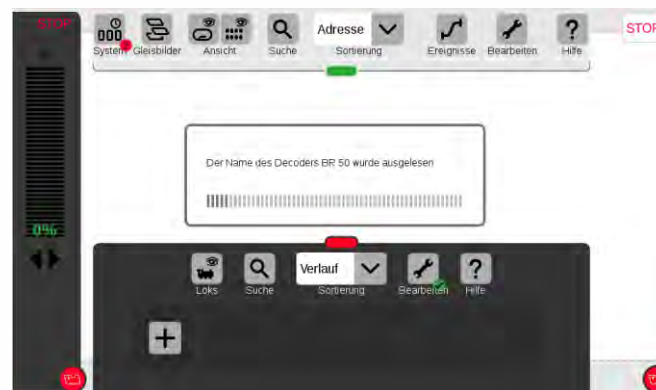 STOP
Adresse
STOP
System Gleisbilder Ansicht Suche Sortierung Ereignisse Bearbeiten Hilfe
Der Name des Decoders BR 50 wurde ausgelesen
0%
Verlauf
Loks Suche Sortierung Bearbeiten Hilfe